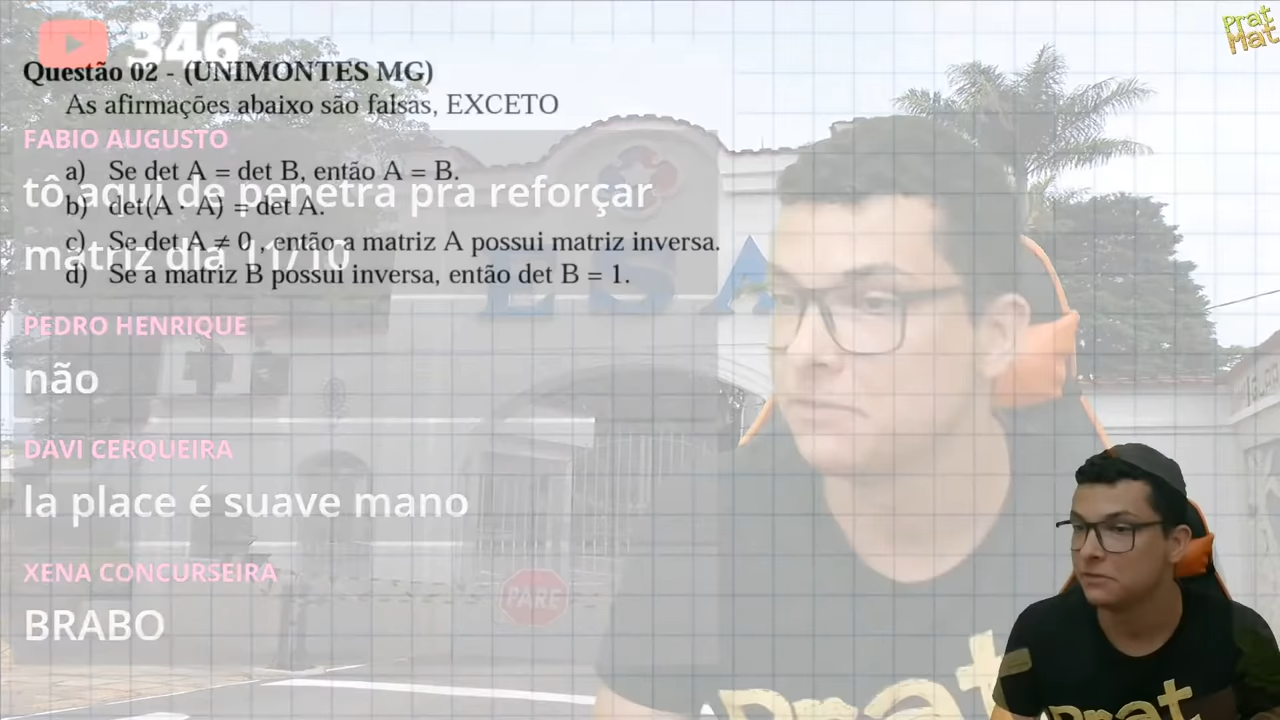 346
Prat
Mat
Questão 02 - (UNIMONTES MG)
As afirmações abaixo são falsas, EXCETO
FABIO AUGUSTO
a) Se det A = det B, então A = B.
tô aqui de penetra pra reforçar
b) det(A · A) = det A.
c) Se det A ≠ 0 , então a matriz A possui matriz inversa.
matriz dia 11/10
d) Se a matriz B possui inversa, então det B = 1.
ESA
PEDRO HENRIQUE
não
DAVI CERQUEIRA
la place é suave mano
XENA CONCURSEIRA
BRABO
PARE
Prat
Prat